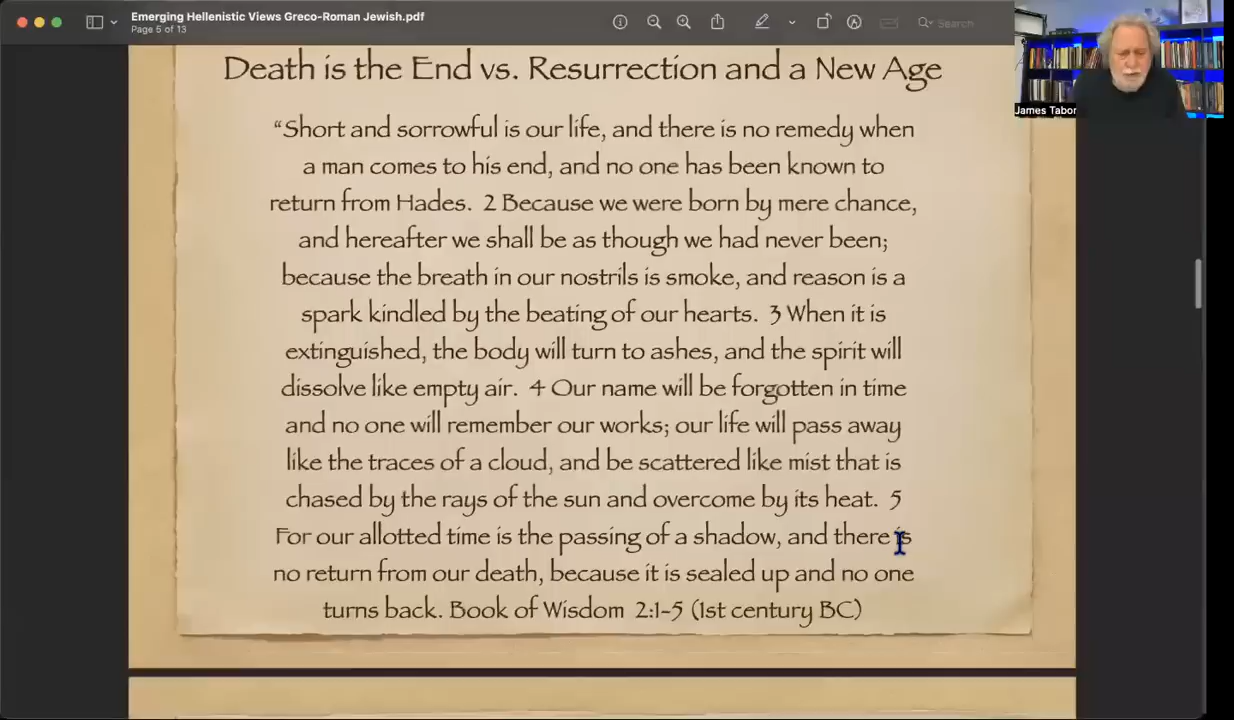 Emerging Hellenistic Views Greco-Roman Jewish.pdf
Page 5 of 13
Search
James Tabor
Death is the End vs. Resurrection and a New Age
“Short and sorrowful is our life, and there is no remedy when
a man comes to his end, and no one has been known to
return from Hades. 2 Because we were born by mere chance,
and hereafter we shall be as though we had never been;
because the breath in our nostrils is smoke, and reason is a
spark kindled by the beating of our hearts. 3 When it is
extinguished, the body will turn to ashes, and the spirit will
dissolve like empty air. 4 Our name will be forgotten in time
and no one will remember our works; our life will pass away
like the traces of a cloud, and be scattered like mist that is
chased by the rays of the sun and overcome by its heat. 5
For our allotted time is the passing of a shadow, and there is
no return from our death, because it is sealed up and no one
turns back. Book of Wisdom 2:1-5 (1st century BC)